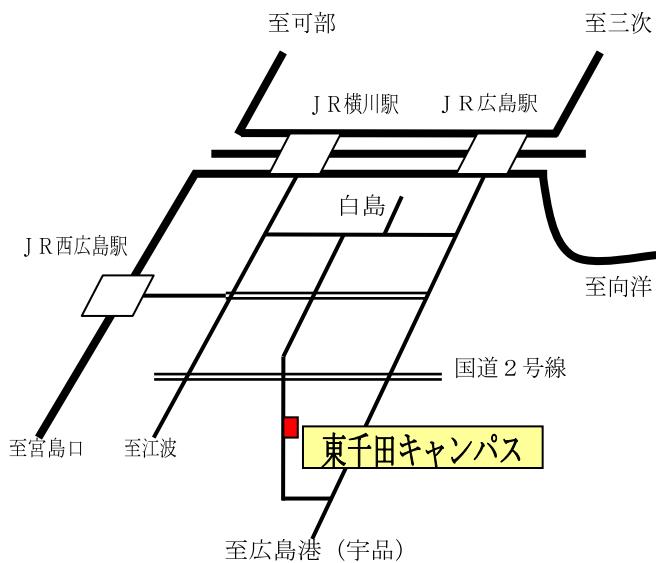 至可部
至三次
ＪＲ横川駅
ＪＲ広島駅
白島
ＪＲ西広島駅
至向洋
国道２号線
東千田キャンパス
至宮島口
至江波
至広島港（宇品）